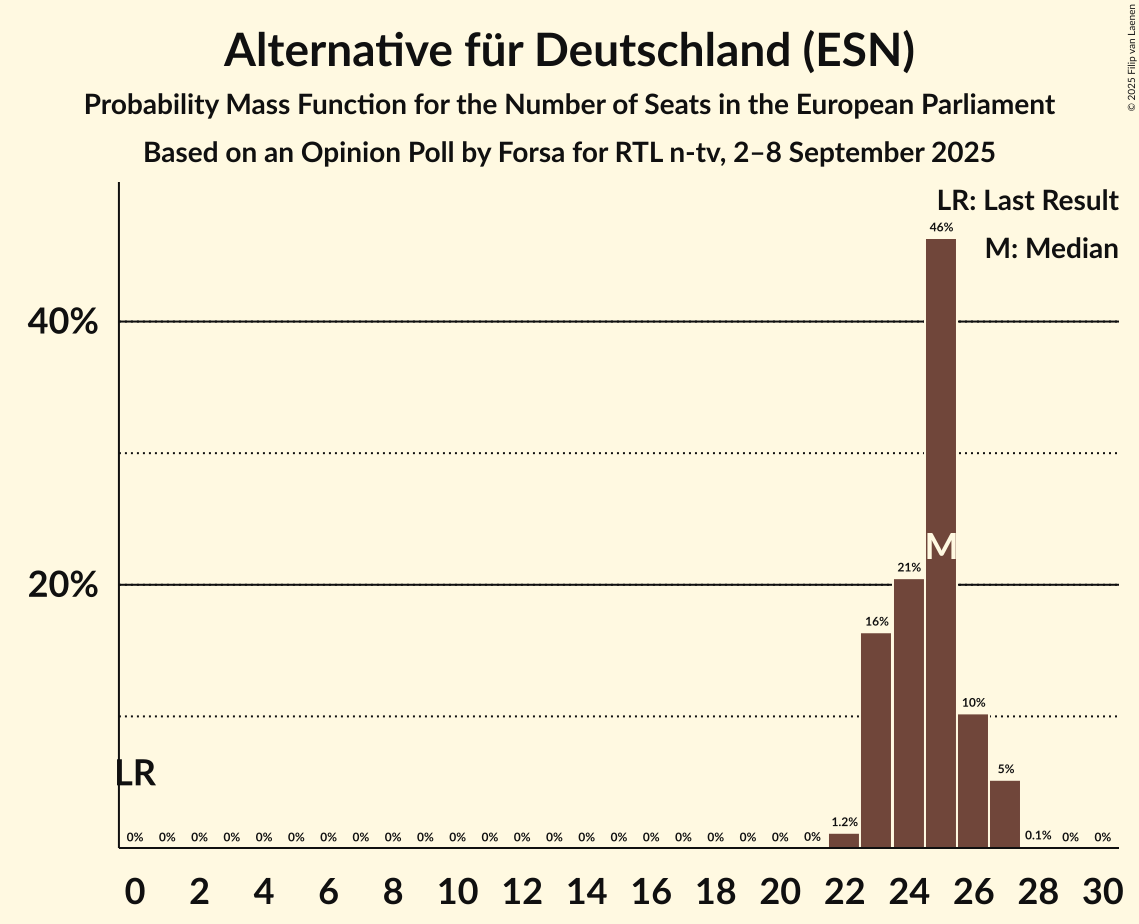 Alternative für Deutschland (ESN)
Probability Mass Function for the Number of Seats in the European Parliament
Based on an Opinion Poll by Forsa for RTL n-tv, 2–8 September 2025
© 2025 Filip van Laenen
LR: Last Result
M: Median
46%
40%
M
20%
21%
16%
10%
5%
LR
0% 0% 0% 0% 0% 0% 0% 0% 0% 0% 0% 0% 0% 0% 0% 0% 0% 0% 0% 0% 0% 0% 1.2% 0.1% 0% 0%
0 2 4 6 8 10 12 14 16 18 20 22 24 26 28 30